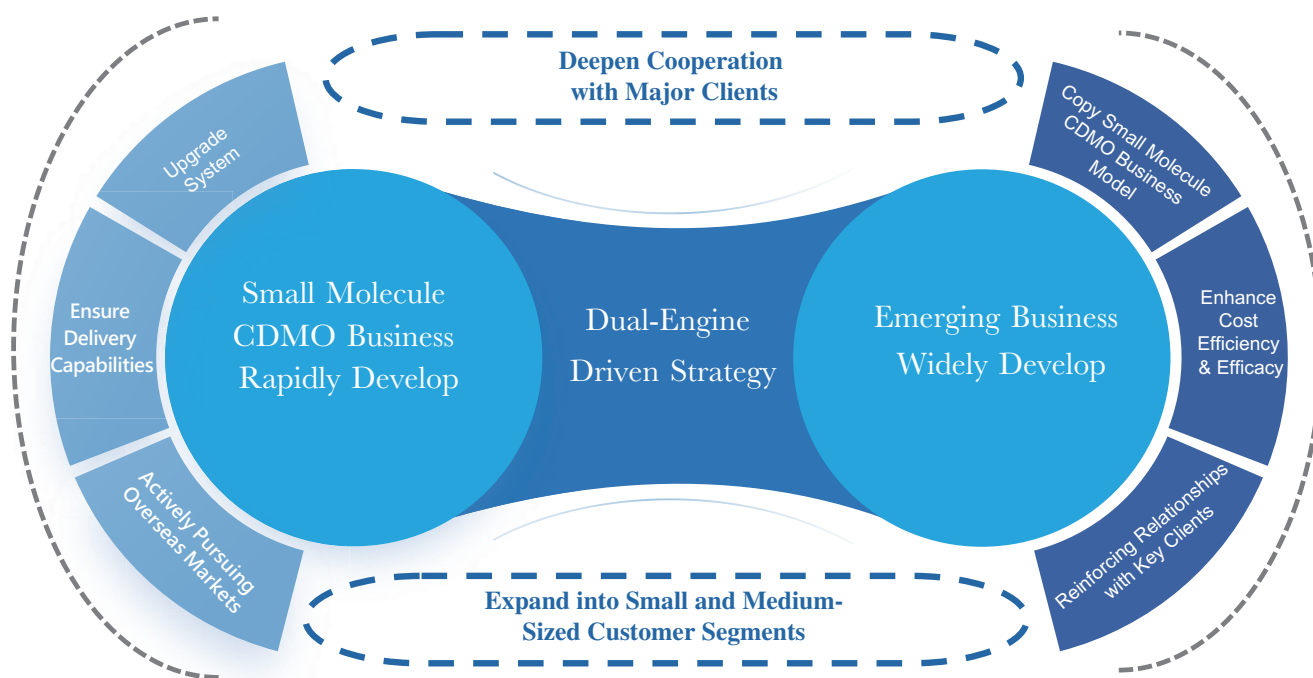 Deepen Cooperation
with Major Clients
Upgrade
System
Ensure
Delivery
Capabilities
Actively Pursuing
Overseas Markets
Small Molecule
CDMO Business
Rapidly Develop
Dual-Engine
Driven Strategy
Emerging Business
Widely Develop
Copy Small Molecule
CDMO Business
Model
Enhance
Cost
Efficiency
& Efficacy
Reinforcing Relationships
with Key Clients
Expand into Small and Medium-
Sized Customer Segments